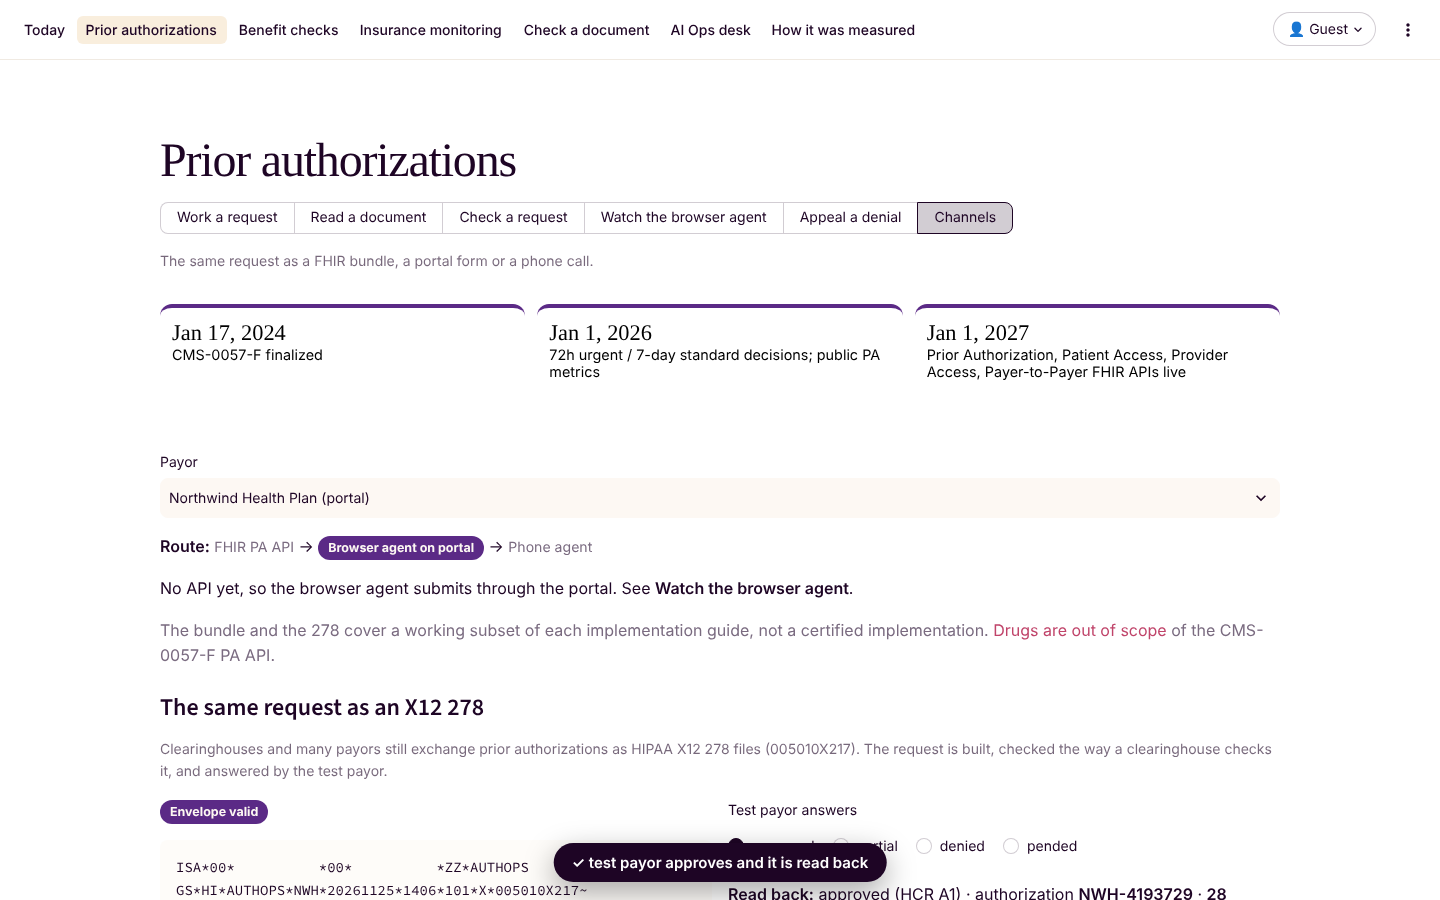 Today Prior authorizations Benefit checks Insurance monitoring Check a document AI Ops desk How it was measured Guest
Prior authorizations
Work a request Read a document Check a request Watch the browser agent Appeal a denial Channels
The same request as a FHIR bundle, a portal form or a phone call.
Jan 17, 2024
CMS-0057-F finalized
Jan 1, 2026
72h urgent / 7-day standard decisions; public PA
metrics
Jan 1, 2027
Prior Authorization, Patient Access, Provider
Access, Payer-to-Payer FHIR APIs live
Payor
Northwind Health Plan (portal)
Route: FHIR PA API → Browser agent on portal → Phone agent
No API yet, so the browser agent submits through the portal. See Watch the browser agent.
The bundle and the 278 cover a working subset of each implementation guide, not a certified implementation. Drugs are out of scope of the CMS-
0057-F PA API.
The same request as an X12 278
Clearinghouses and many payors still exchange prior authorizations as HIPAA X12 278 files (005010X217). The request is built, checked the way a clearinghouse checks
it, and answered by the test payor.
Envelope valid
ISA*00* *00* *ZZ*AUTHOPS
GS*HI*AUTHOPS*NWH*20261125*1406*101*X*005010X217~
Test payor answers
denied pended
✓ test payor approves and it is read back
Read back: approved (HCR A1) · authorization NWH-4193729 · 28